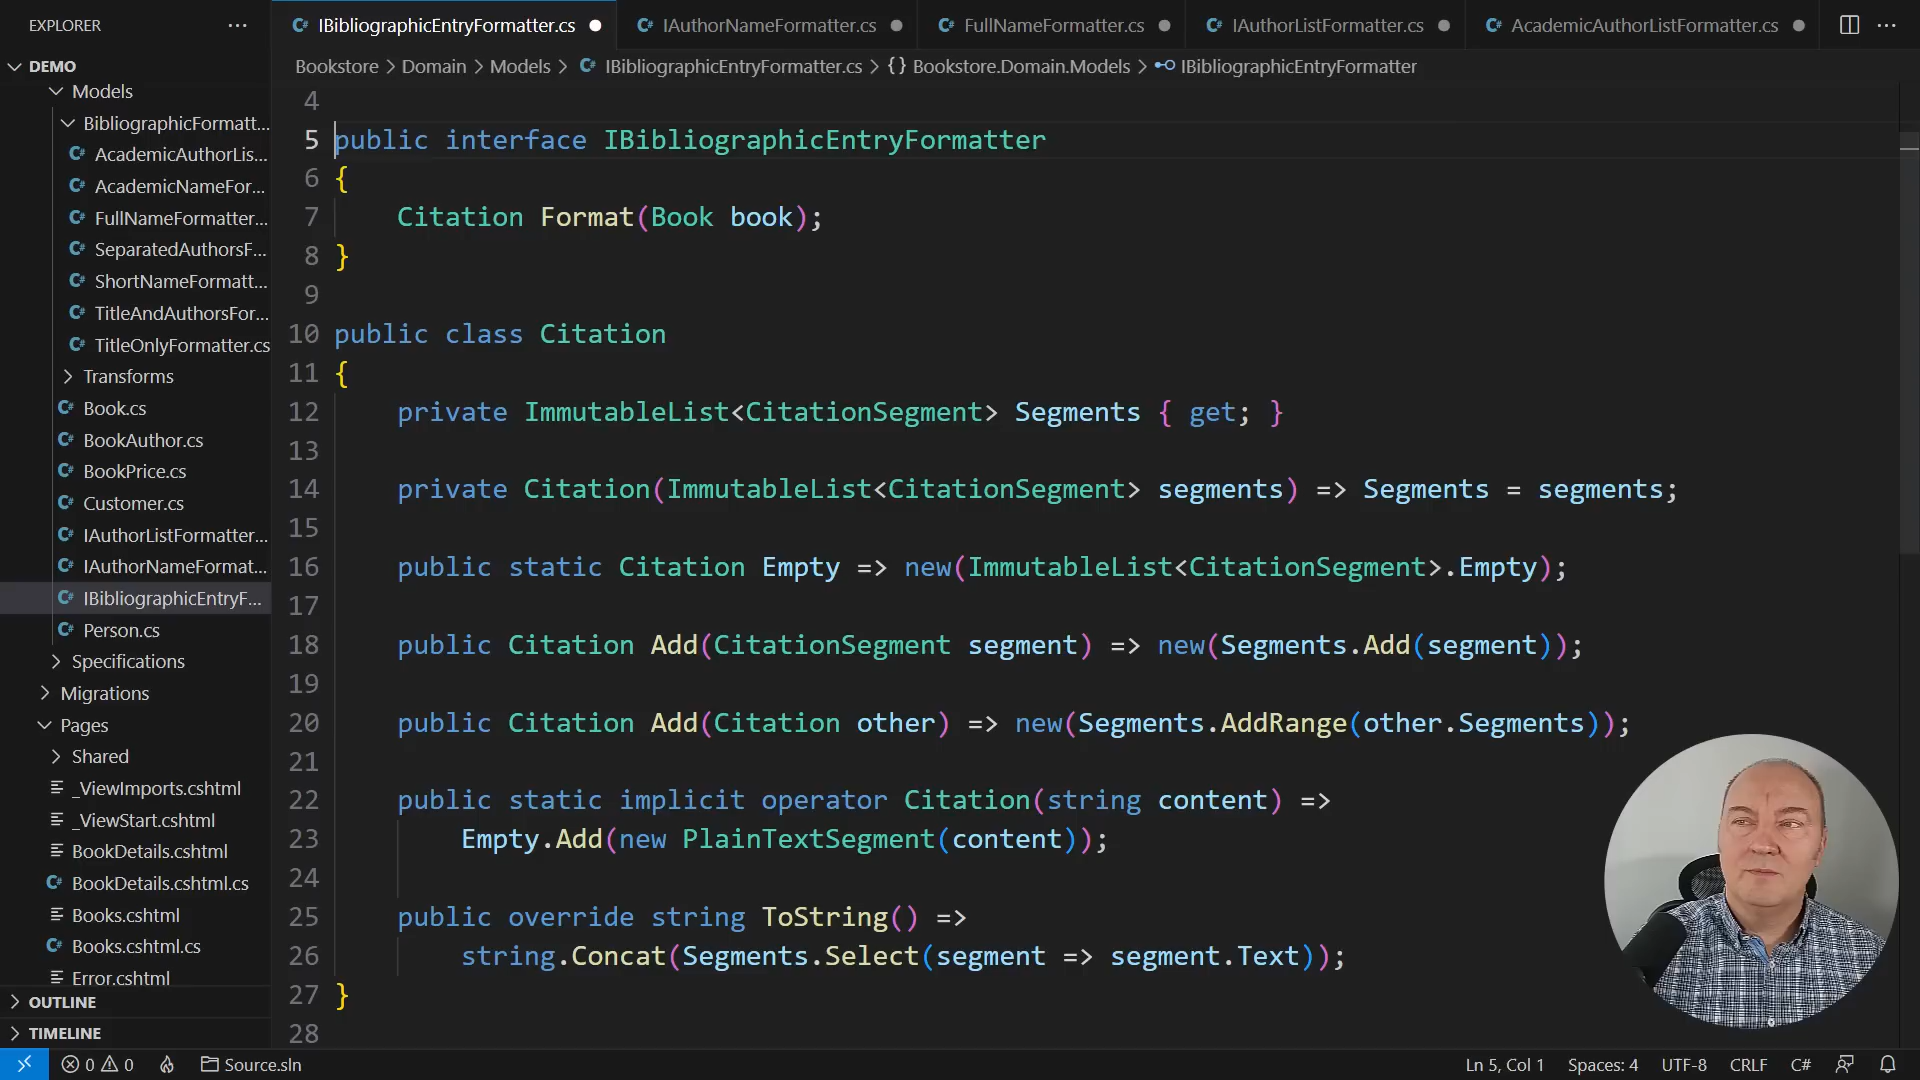 EXPLORER
DEMO
Models
BibliographicFormatt...
AcademicAuthorLis...
AcademicNameFor...
FullNameFormatter...
SeparatedAuthorsF...
ShortNameFormatt...
TitleAndAuthorsFor...
TitleOnlyFormatter.cs
Transforms
Book.cs
BookAuthor.cs
BookPrice.cs
Customer.cs
IAuthorListFormatter...
IAuthorNameFormat...
IBibliographicEntryF...
Person.cs
Specifications
Migrations
Pages
Shared
_ViewImports.cshtml
_ViewStart.cshtml
BookDetails.cshtml
BookDetails.cshtml.cs
Books.cshtml
Books.cshtml.cs
Error.cshtml
OUTLINE
TIMELINE
IBibliographicEntryFormatter.cs IAuthorNameFormatter.cs FullNameFormatter.cs IAuthorListFormatter.cs AcademicAuthorListFormatter.cs
Bookstore > Domain > Models > IBibliographicEntryFormatter.cs > {} Bookstore.Domain.Models > IBibliographicEntryFormatter
4
5 public interface IBibliographicEntryFormatter
6 {
7 Citation Format(Book book);
8 }
9
10 public class Citation
11 {
12 private ImmutableList<CitationSegment> Segments { get; }
13
14 private Citation(ImmutableList<CitationSegment> segments) => Segments = segments;
15
16 public static Citation Empty => new(ImmutableList<CitationSegment>.Empty);
17
18 public Citation Add(CitationSegment segment) => new(Segments.Add(segment));
19
20 public Citation Add(Citation other) => new(Segments.AddRange(other.Segments));
21
22 public static implicit operator Citation(string content) =>
23 Empty.Add(new PlainTextSegment(content));
24
25 public override string ToString() =>
26 string.Concat(Segments.Select(segment => segment.Text));
27 }
28
0 0 Source.sln Ln 5, Col 1 Spaces: 4 UTF-8 CRLF C#